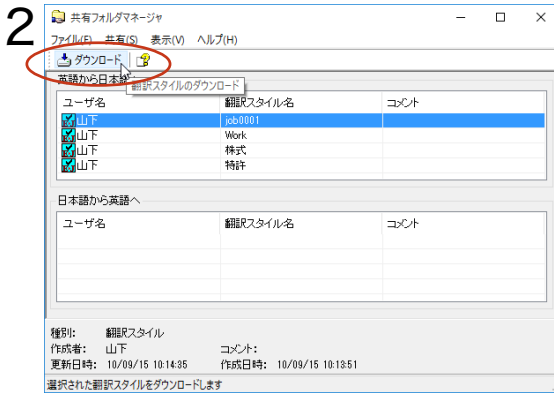 2
共有フォルダマネージャ
ファイル(F) 共有(S) 表示(V) ヘルプ(H)
ダウンロード
英語から日本語
翻訳スタイルのダウンロード
ユーザ名 翻訳スタイル名 コメント
山下 job0001
山下 Work
山下 株式
山下 特許
日本語から英語へ
ユーザ名 翻訳スタイル名 コメント
種別: 翻訳スタイル
作成者: 山下 コメント:
更新日時: 10/09/15 10:14:35 作成日時: 10/09/15 10:13:51
選択された翻訳スタイルをダウンロードします